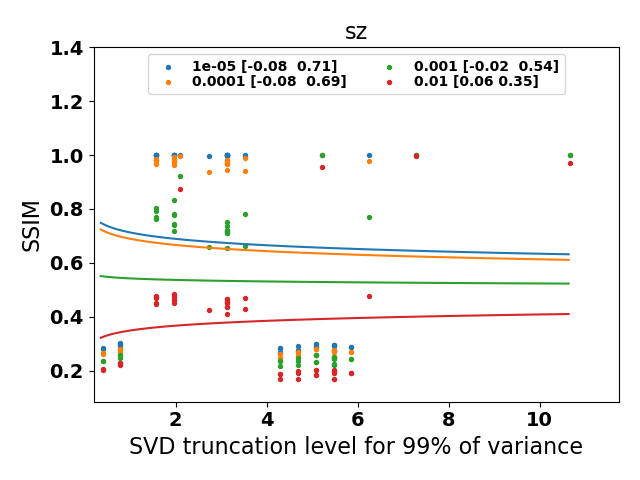 sz
1e-05 [-0.08  0.71]
0.0001 [-0.08  0.69]
0.001 [-0.02  0.54]
0.01 [0.06 0.35]
1.4
1.2
1.0
0.8
0.6
0.4
0.2
SSIM
2 4 6 8 10
SVD truncation level for 99% of variance